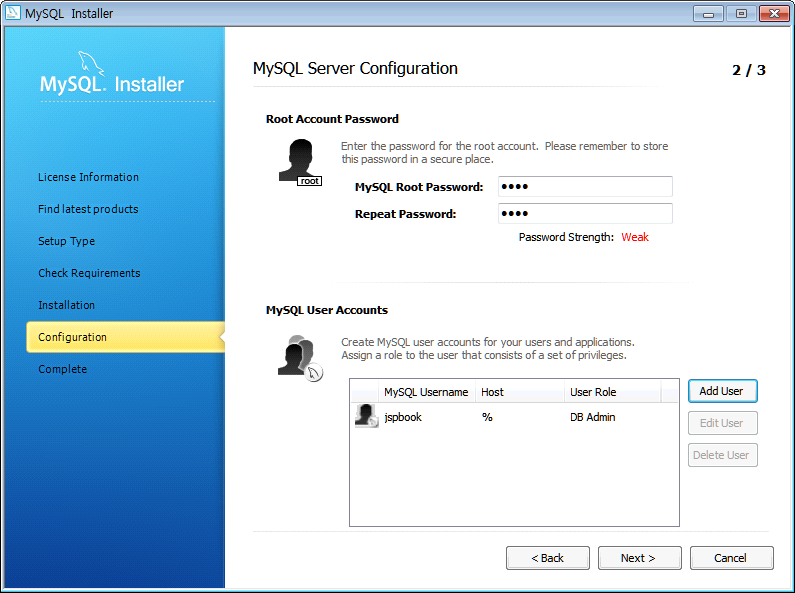 MySQL Installer
MySQL® Installer
License Information
Find latest products
Setup Type
Check Requirements
Installation
Configuration
Complete
MySQL Server Configuration
2 / 3
Root Account Password
root
Enter the password for the root account. Please remember to store
this password in a secure place.
MySQL Root Password: ●●●●
Repeat Password: ●●●●
Password Strength: Weak
MySQL User Accounts
Create MySQL user accounts for your users and applications.
Assign a role to the user that consists of a set of privileges.
MySQL Username Host User Role
jspbook % DB Admin
Add User
Edit User
Delete User
< Back Next > Cancel